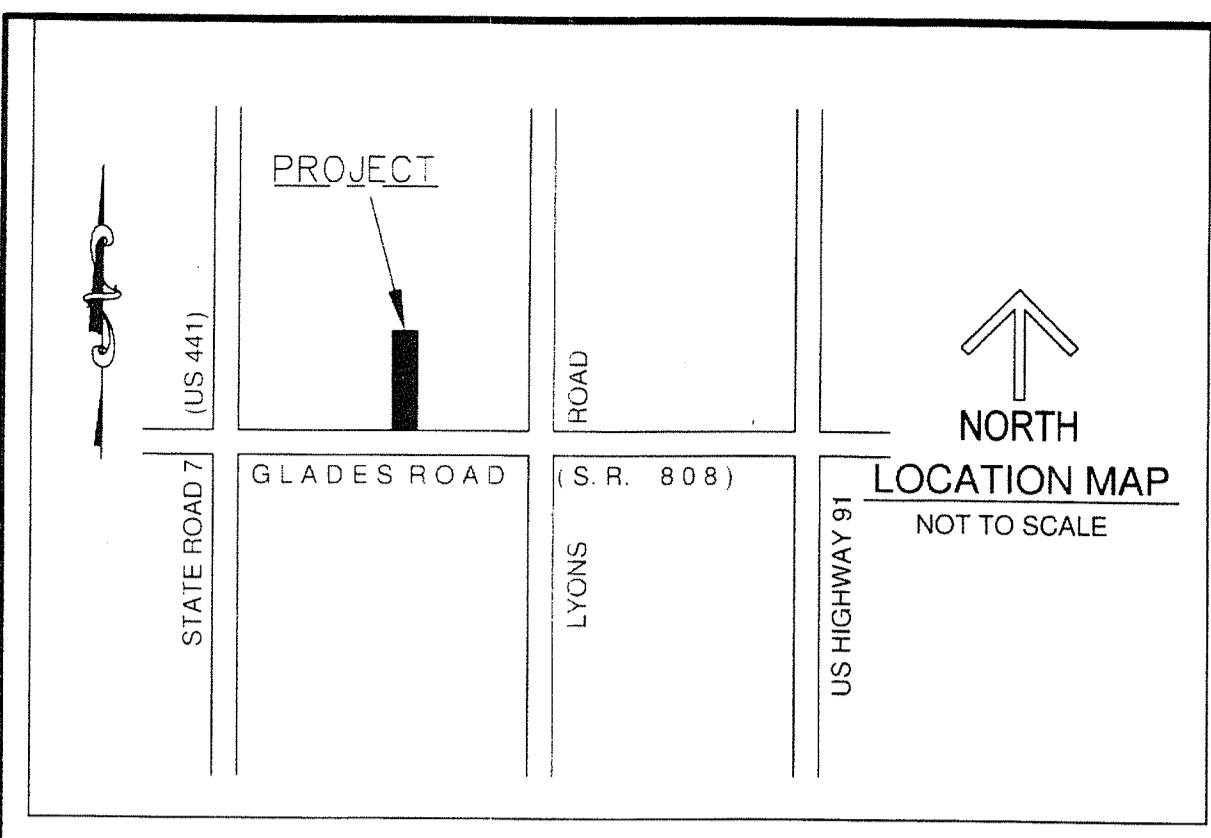 PROJECT
(US 441)
STATE ROAD 7
GLADES ROAD
(S.R. 808)
ROAD
LYONS
US HIGHWAY 91
NORTH
LOCATION MAP
NOT TO SCALE